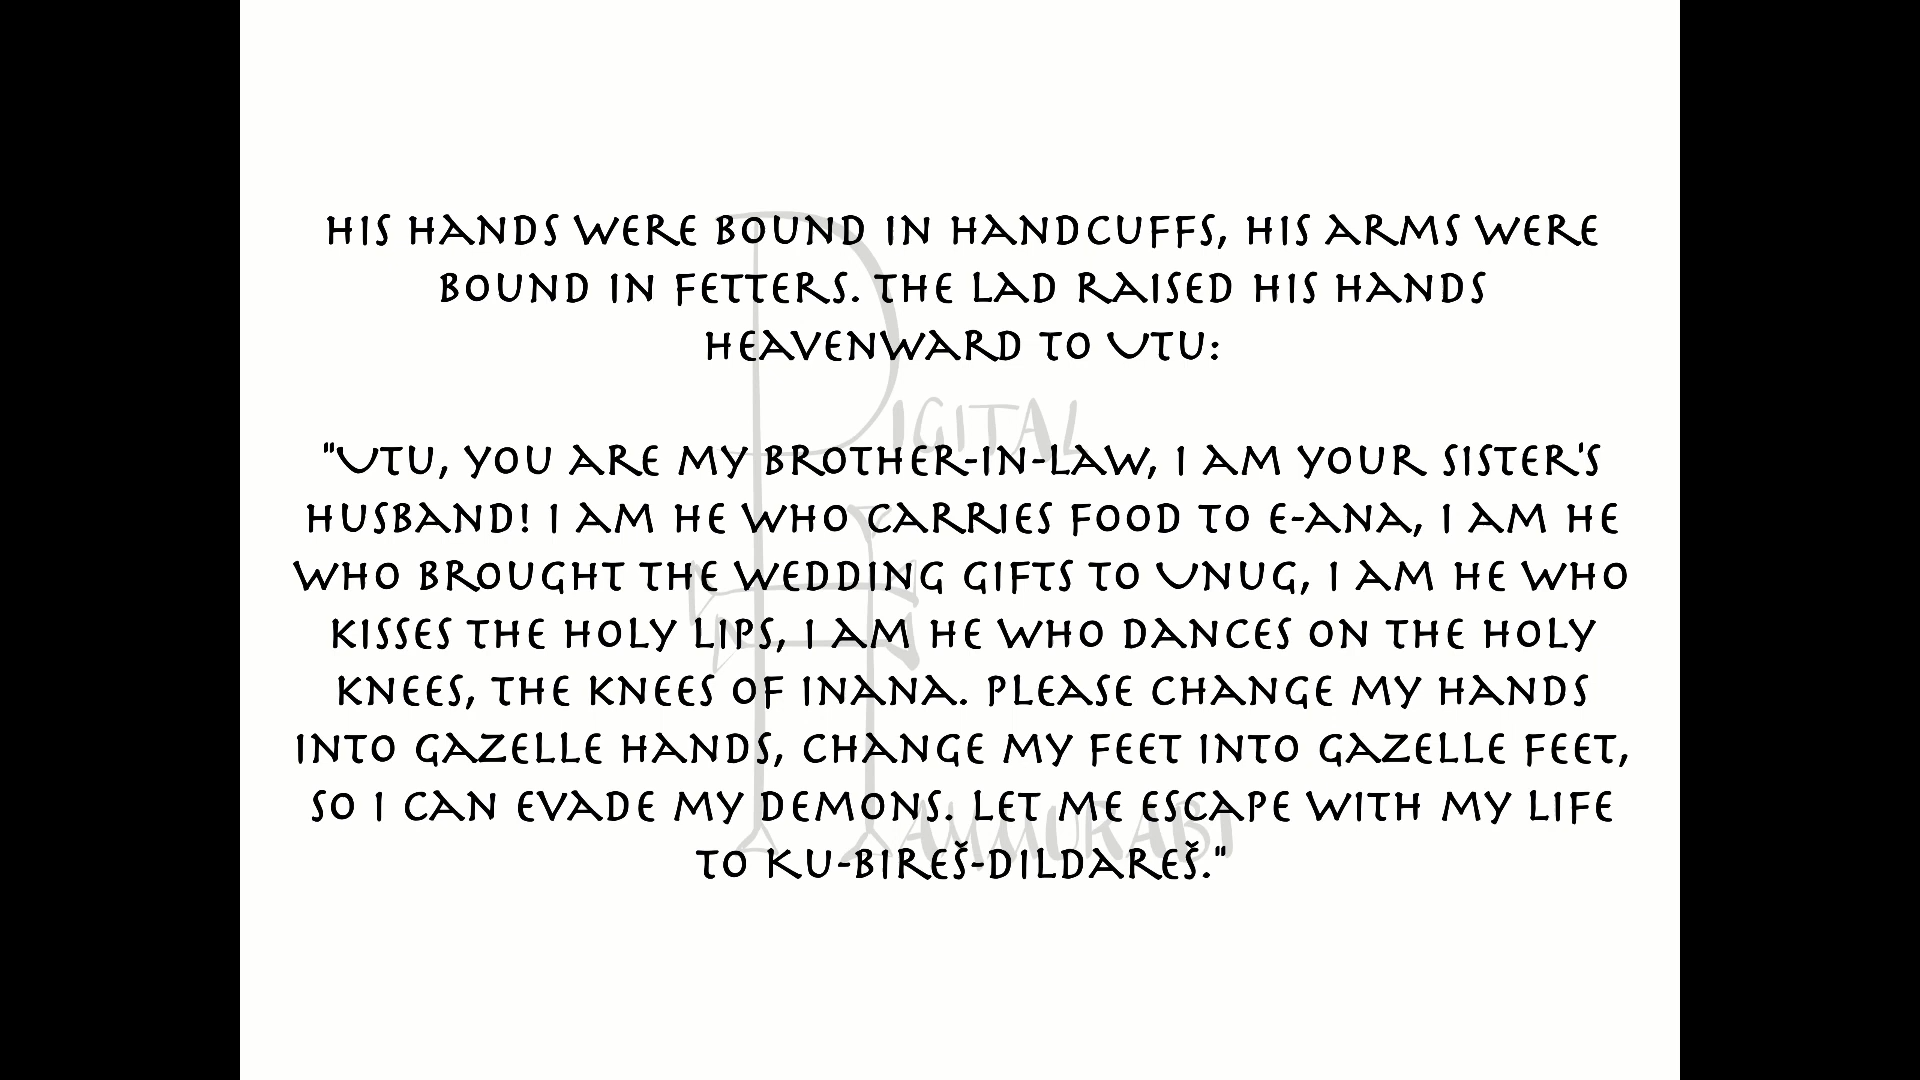 HIS HANDS WERE BOUND IN HANDCUFFS, HIS ARMS WERE
BOUND IN FETTERS. THE LAD RAISED HIS HANDS
HEAVENWARD TO UTU:
"UTU, YOU ARE MY BROTHER-IN-LAW, I AM YOUR SISTER'S
HUSBAND! I AM HE WHO CARRIES FOOD TO E-ANA, I AM HE
WHO BROUGHT THE WEDDING GIFTS TO UNUG, I AM HE WHO
KISSES THE HOLY LIPS, I AM HE WHO DANCES ON THE HOLY
KNEES, THE KNEES OF INANA. PLEASE CHANGE MY HANDS
INTO GAZELLE HANDS, CHANGE MY FEET INTO GAZELLE FEET,
SO I CAN EVADE MY DEMONS. LET ME ESCAPE WITH MY LIFE
TO KU-BIREŠ-DILDAREŠ."
DIGITAL
HAMMURABI